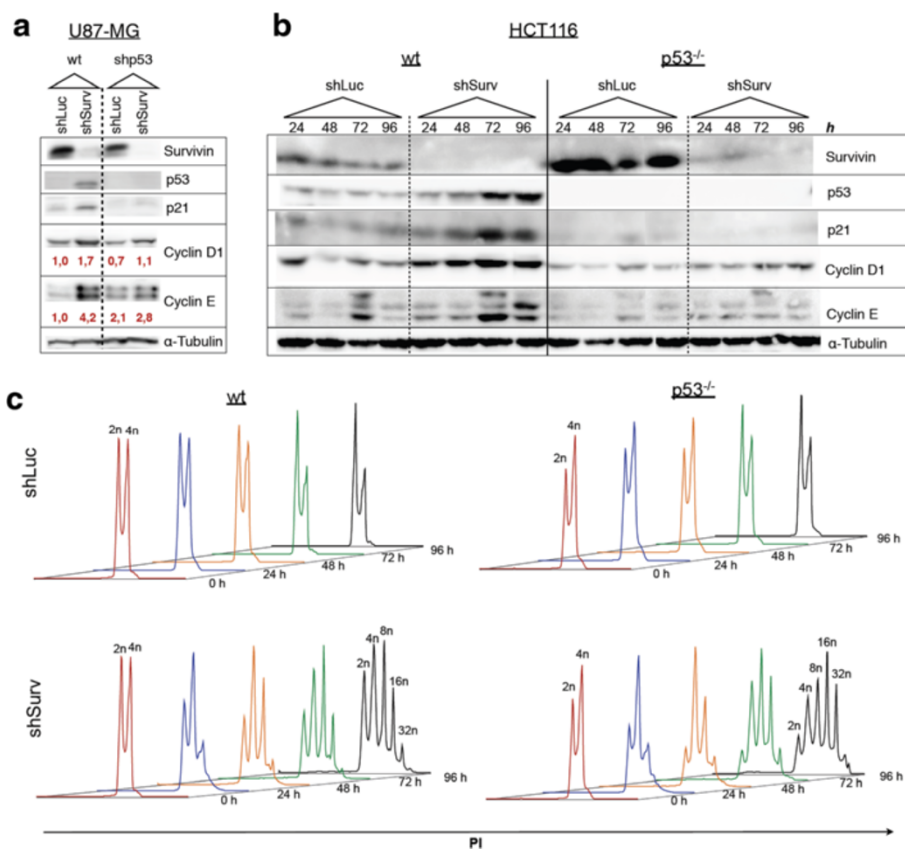 a
U87-MG
wt shp53
shLuc shSurv shLuc shSurv
Survivin
p53
p21
Cyclin D1
1,0 1,7 0,7 1,1
Cyclin E
1,0 4,2 2,1 2,8
α-Tubulin
b
HCT116
wt p53-/-
shLuc shSurv shLuc shSurv
24 48 72 96 24 48 72 96 24 48 72 96 24 48 72 96 h
Survivin
p53
p21
Cyclin D1
Cyclin E
α-Tubulin
c
wt p53-/-
shLuc
2n 4n
0 h 24 h 48 h 72 h 96 h
2n 4n
0 h 24 h 48 h 72 h 96 h
shSurv
2n 4n
2n 4n 8n 16n 32n
0 h 24 h 48 h 72 h 96 h
2n 4n
2n 4n 8n 16n 32n
0 h 24 h 48 h 72 h 96 h
PI